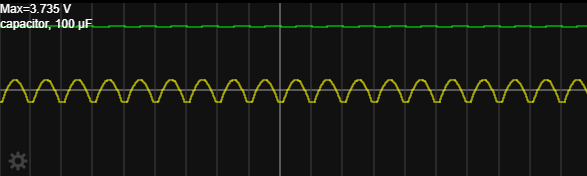 Max=3.735 V
capacitor, 100 μF